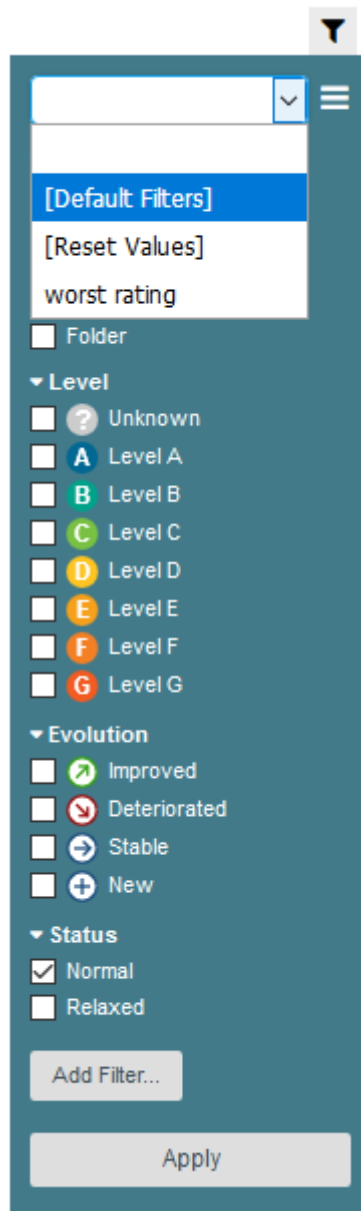 [Default Filters]
[Reset Values]
worst rating
Folder
Level
? Unknown
A Level A
B Level B
C Level C
D Level D
E Level E
F Level F
G Level G
Evolution
Improved
Deteriorated
Stable
New
Status
Normal
Relaxed
Add Filter...
Apply